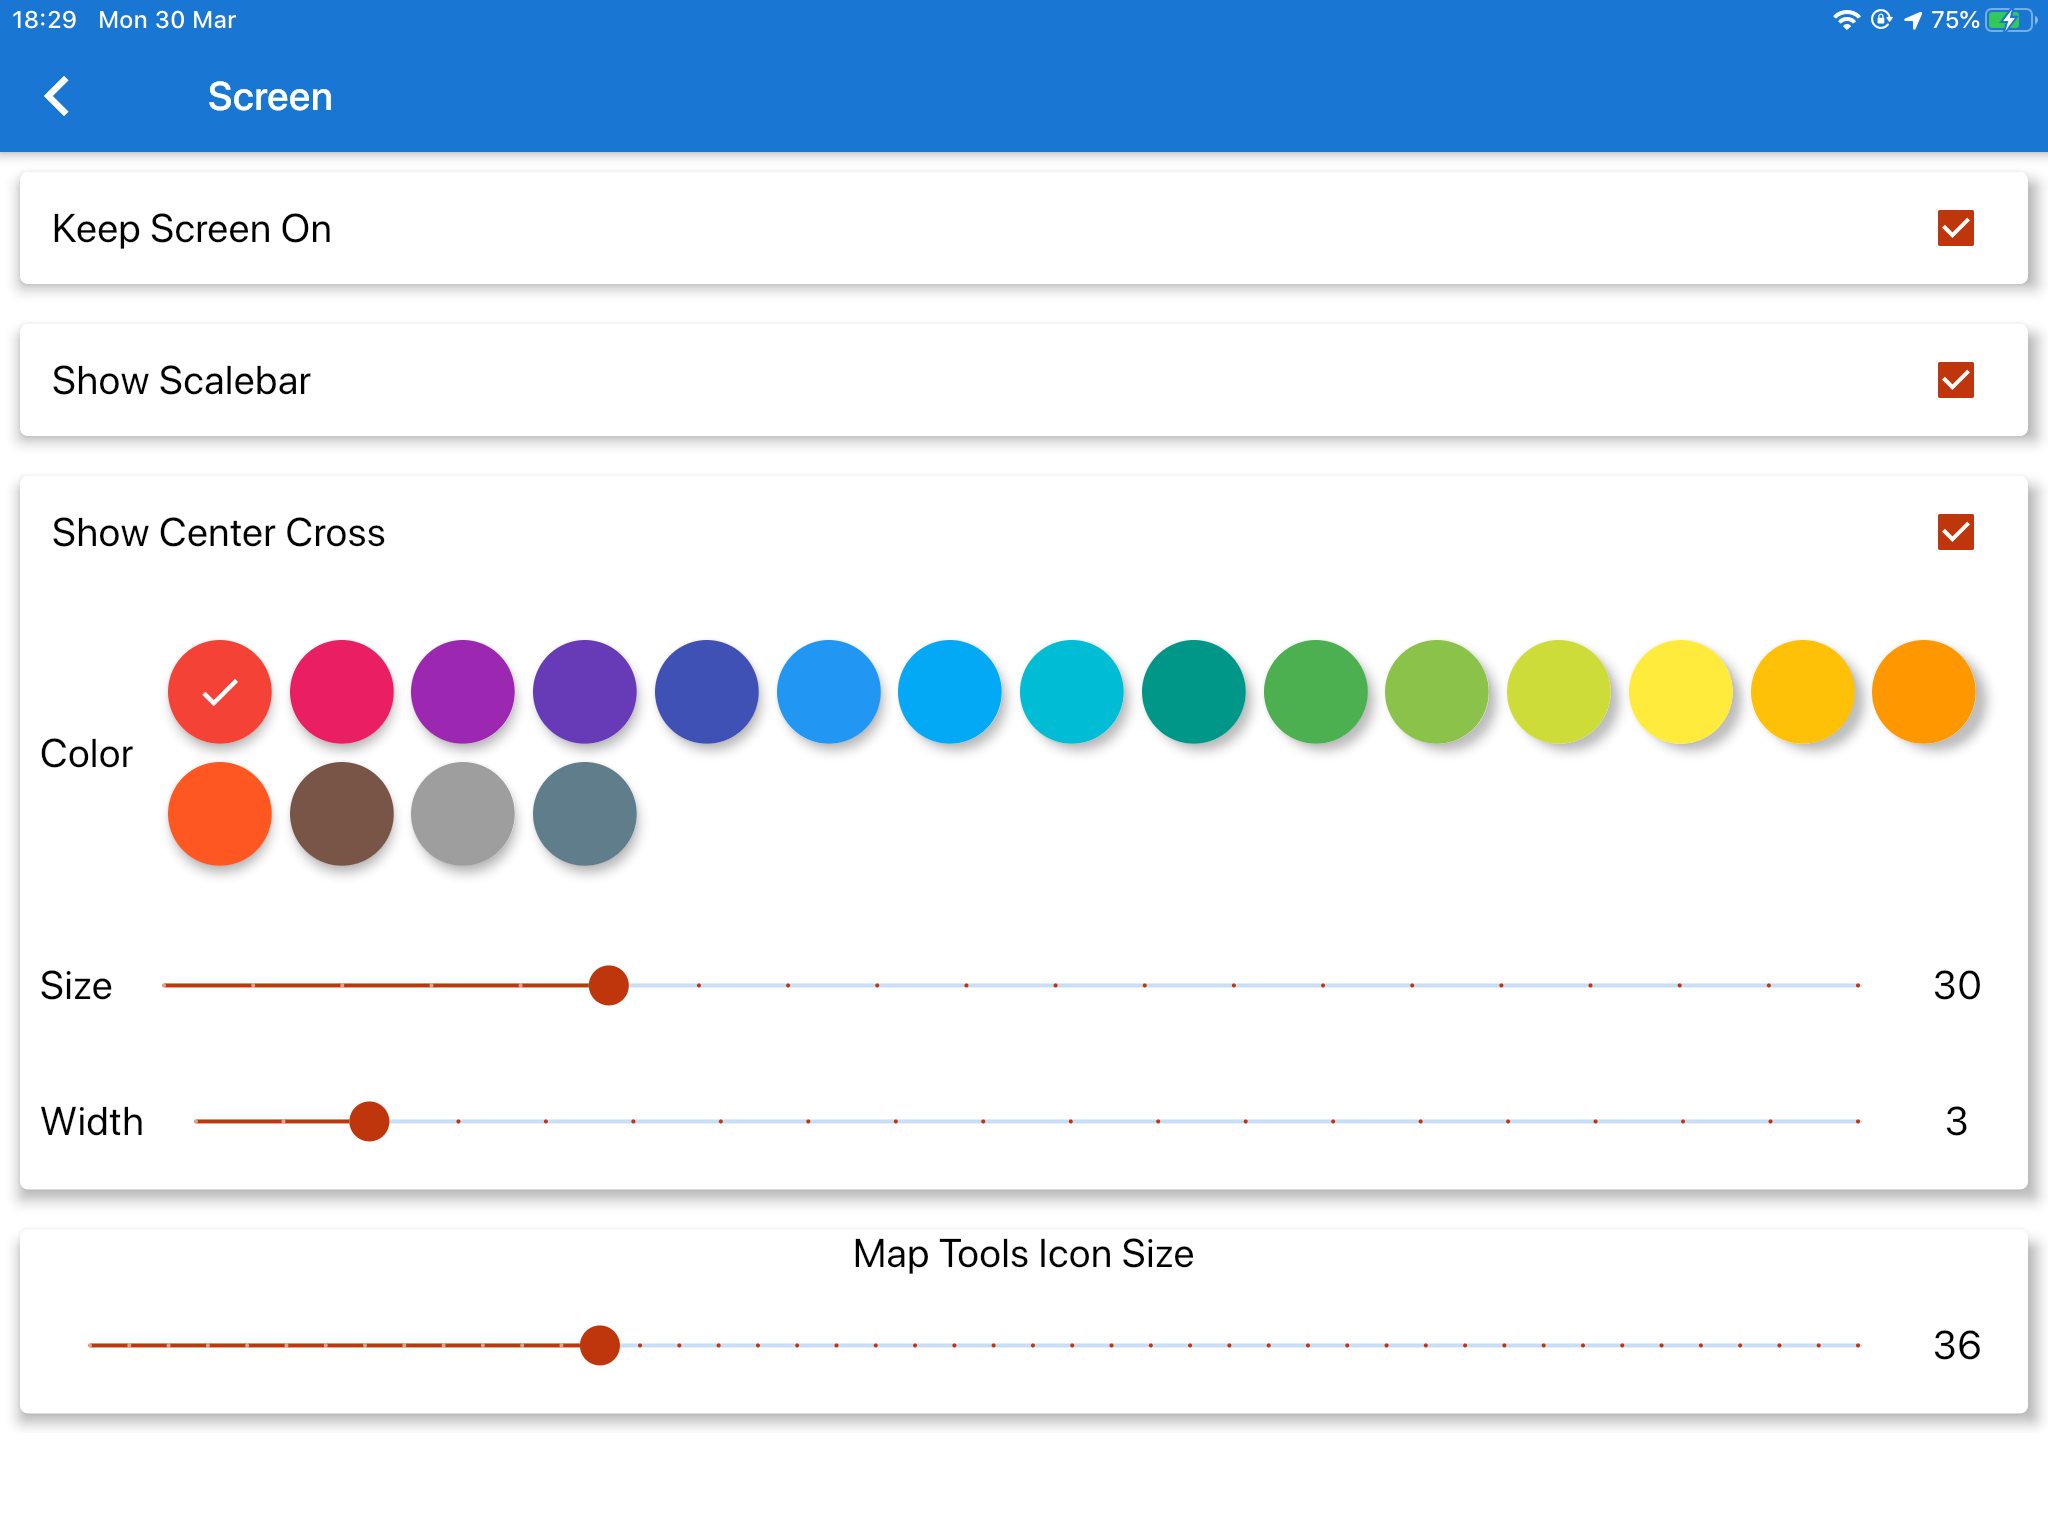 18:29 Mon 30 Mar 75%
Screen
Keep Screen On
Show Scalebar
Show Center Cross
Color
Size 30
Width 3
Map Tools Icon Size
36